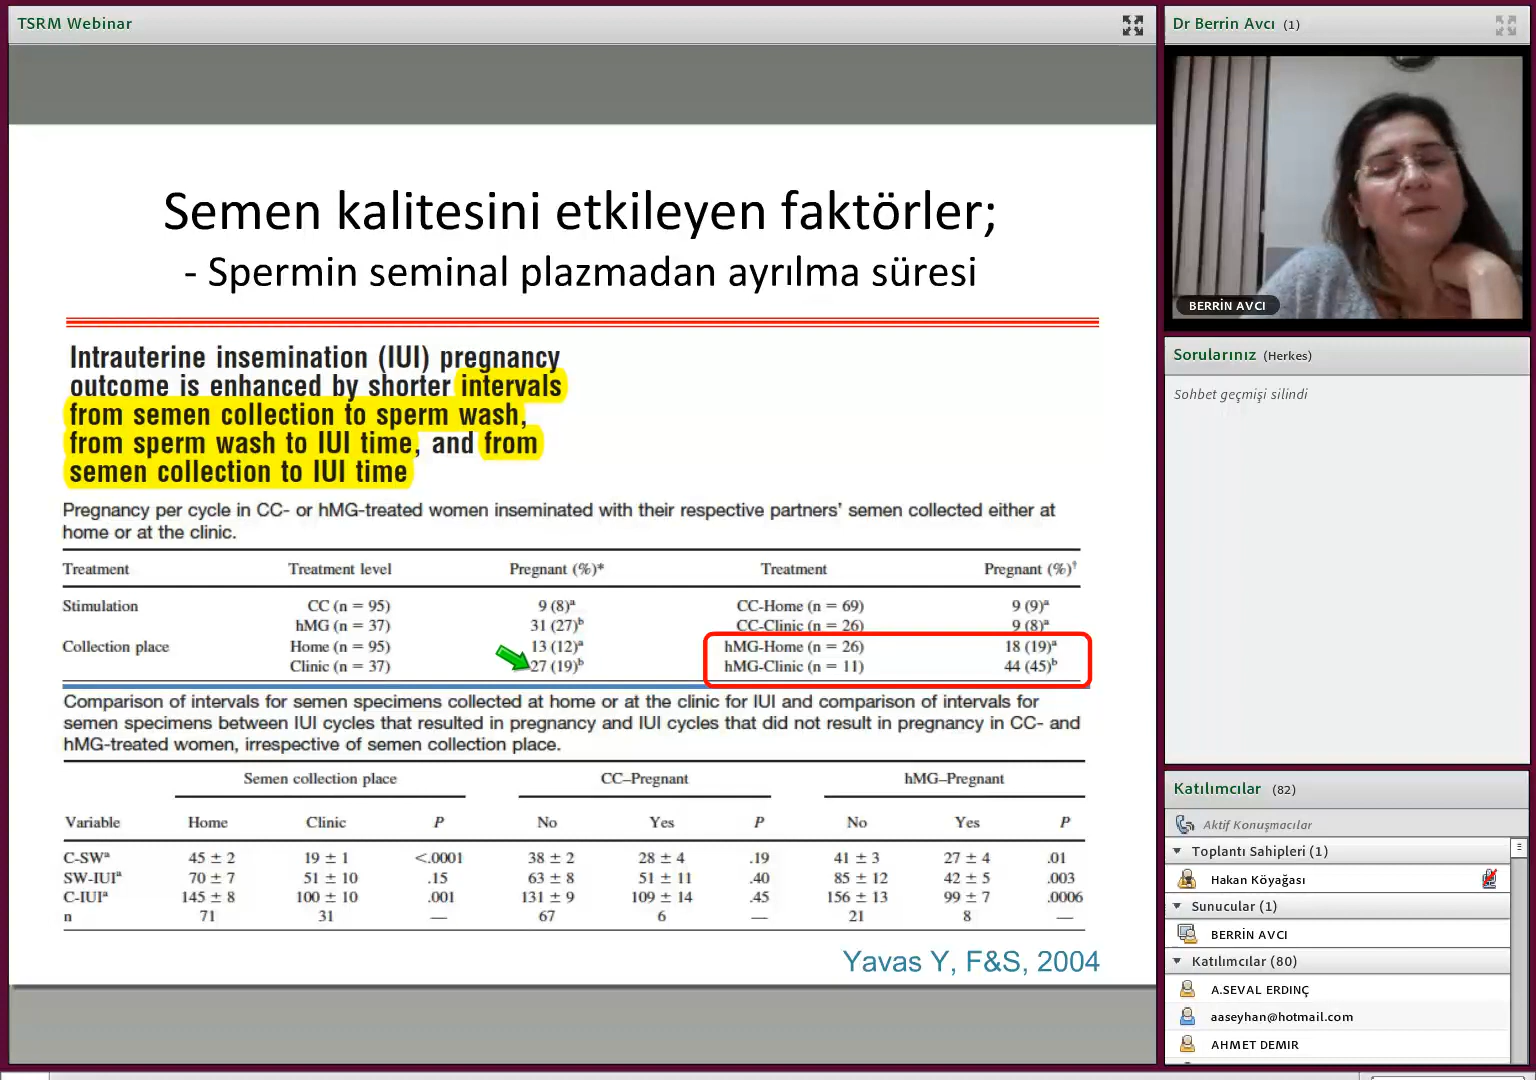 TSRM Webinar
Semen kalitesini etkileyen faktörler;
- Spermin seminal plazmadan ayrılma süresi
Intrauterine insemination (IUI) pregnancy
outcome is enhanced by shorter intervals
from semen collection to sperm wash,
from sperm wash to IUI time, and from
semen collection to IUI time
Pregnancy per cycle in CC- or hMG-treated women inseminated with their respective partners' semen collected either at
home or at the clinic.
Treatment Treatment level Pregnant (%)* Treatment Pregnant (%)†
Stimulation CC (n = 95) 9 (8)ᵃ CC-Home (n = 69) 9 (9)ᵃ
hMG (n = 37) 31 (27)ᵇ CC-Clinic (n = 26) 9 (8)ᵃ
Collection place Home (n = 95) 13 (12)ᵃ hMG-Home (n = 26) 18 (19)ᵃ
Clinic (n = 37) 27 (19)ᵇ hMG-Clinic (n = 11) 44 (45)ᵇ
Comparison of intervals for semen specimens collected at home or at the clinic for IUI and comparison of intervals for
semen specimens between IUI cycles that resulted in pregnancy and IUI cycles that did not result in pregnancy in CC- and
hMG-treated women, irrespective of semen collection place.
Semen collection place CC–Pregnant hMG–Pregnant
Variable Home Clinic P No Yes P No Yes P
C-SWᵃ 45 ± 2 19 ± 1 <.0001 38 ± 2 28 ± 4 .19 41 ± 3 27 ± 4 .01
SW-IUIᵃ 70 ± 7 51 ± 10 .15 63 ± 8 51 ± 11 .40 85 ± 12 42 ± 5 .003
C-IUIᵃ 145 ± 8 100 ± 10 .001 131 ± 9 109 ± 14 .45 156 ± 13 99 ± 7 .0006
n 71 31 — 67 6 — 21 8 —
Yavas Y, F&S, 2004
Dr Berrin Avcı (1)
BERRİN AVCI
Sorularınız (Herkes)
Sohbet geçmişi silindi
Katılımcılar (82)
Aktif Konuşmacılar
Toplantı Sahipleri (1)
Hakan Köyağası
Sunucular (1)
BERRİN AVCI
Katılımcılar (80)
A.SEVAL ERDINÇ
aaseyhan@hotmail.com
AHMET DEMIR